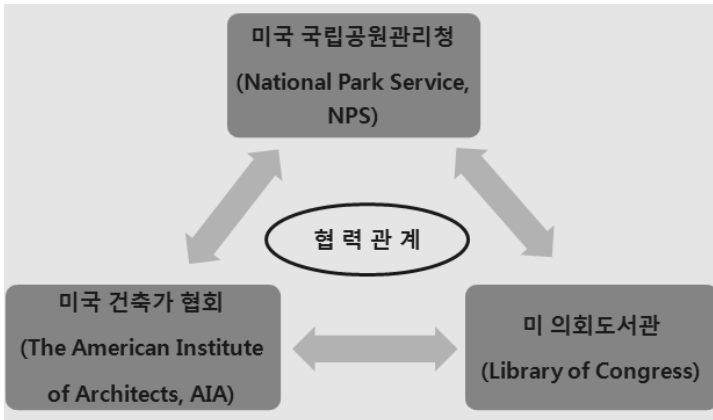 미국 국립공원관리청
(National Park Service,
NPS)
협 력 관 계
미국 건축가 협회
(The American Institute
of Architects, AIA)
미 의회도서관
(Library of Congress)